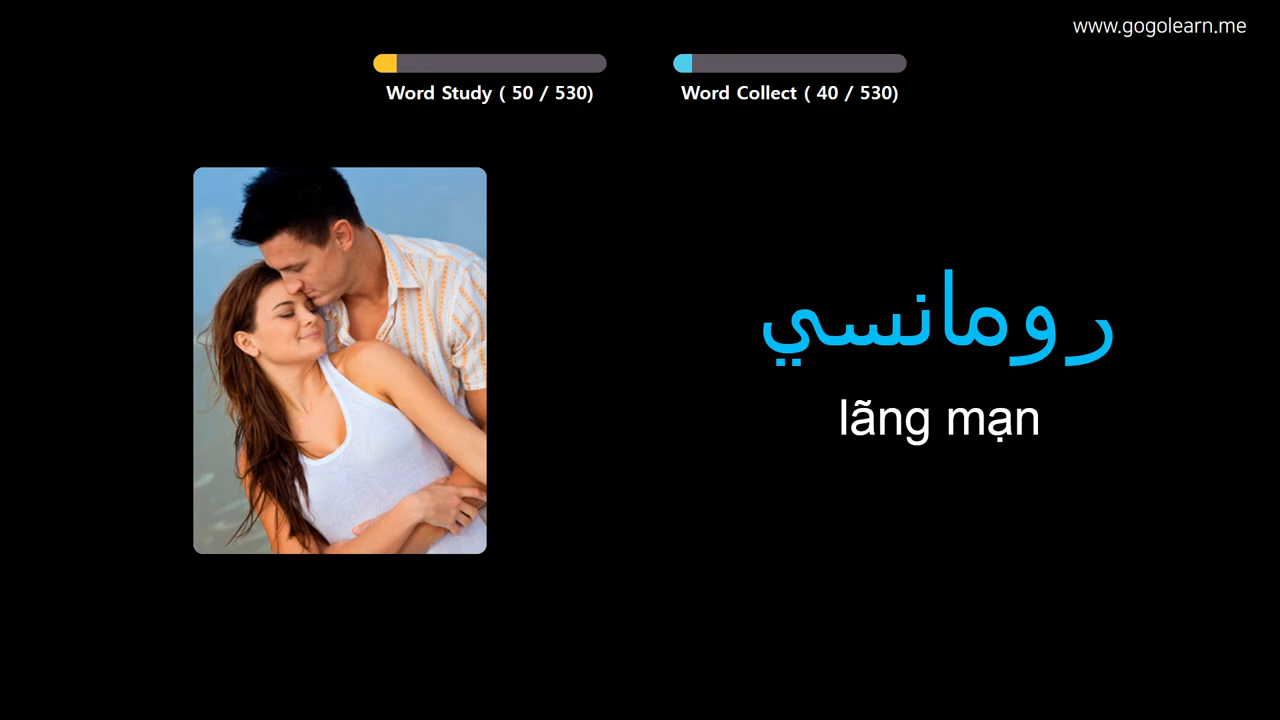 www.gogolearn.me
Word Study ( 50 / 530)
Word Collect ( 40 / 530)
رومانسي
lãng mạn